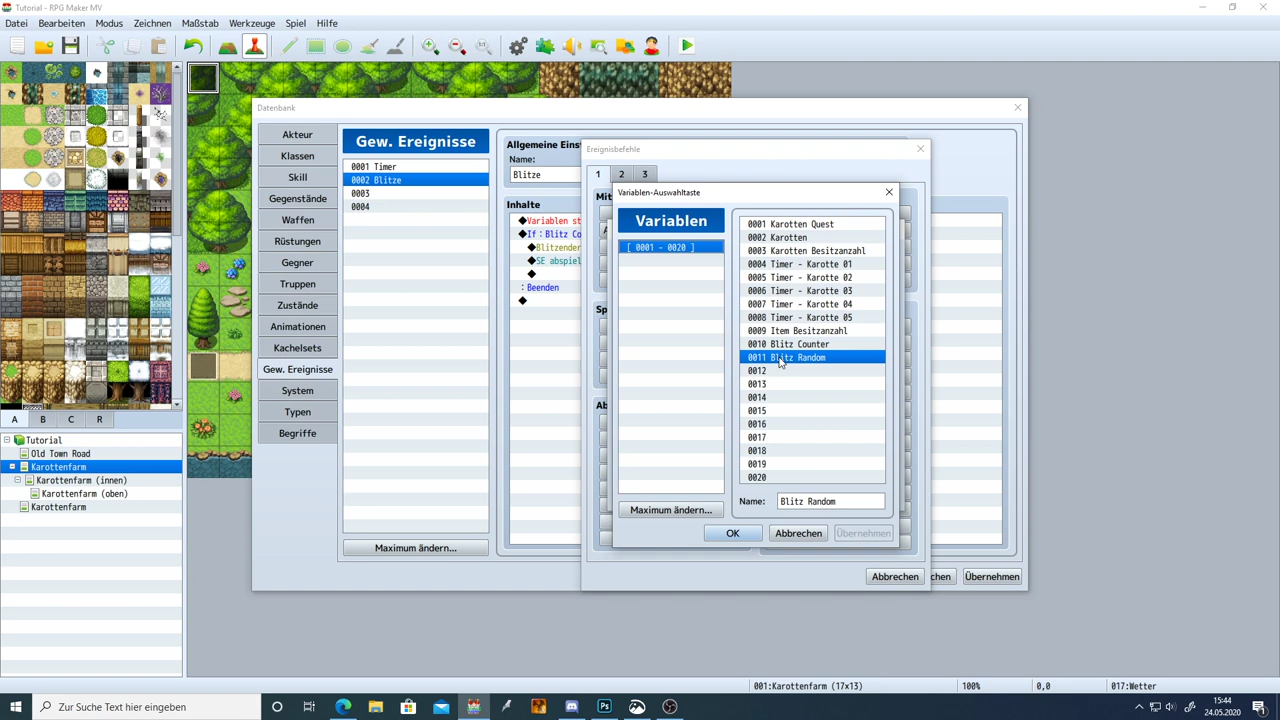 Tutorial - RPG Maker MV
Datei Bearbeiten Modus Zeichnen Maßstab Werkzeuge Spiel Hilfe
Datenbank
Akteur
Klassen
Skill
Gegenstände
Waffen
Rüstungen
Gegner
Truppen
Zustände
Animationen
Kachelsets
Gew. Ereignisse
System
Typen
Begriffe
Gew. Ereignisse
0001 Timer
0002 Blitze
0003
0004
Maximum ändern...
Name:
Blitze
Inhalte
◆Variablen st
◆If : Blitz Co
◆Blitzender
◆SE abspiel
◆
: Beenden
◆
Ereignisbefehle
1 2 3
Variablen-Auswahltaste
Variablen
[ 0001 - 0020 ]
Maximum ändern...
0001 Karotten Quest
0002 Karotten
0003 Karotten Besitzanzahl
0004 Timer - Karotte 01
0005 Timer - Karotte 02
0006 Timer - Karotte 03
0007 Timer - Karotte 04
0008 Timer - Karotte 05
0009 Item Besitzanzahl
0010 Blitz Counter
0011 Blitz Random
0012
0013
0014
0015
0016
0017
0018
0019
0020
Name: Blitz Random
OK Abbrechen Übernehmen
Abbrechen chen Übernehmen
A B C R
Tutorial
Old Town Road
Karottenfarm
Karottenfarm (innen)
Karottenfarm (oben)
Karottenfarm
001:Karottenfarm (17×13) 100% 0,0 017:Wetter
Zur Suche Text hier eingeben
15:44
24.05.2020